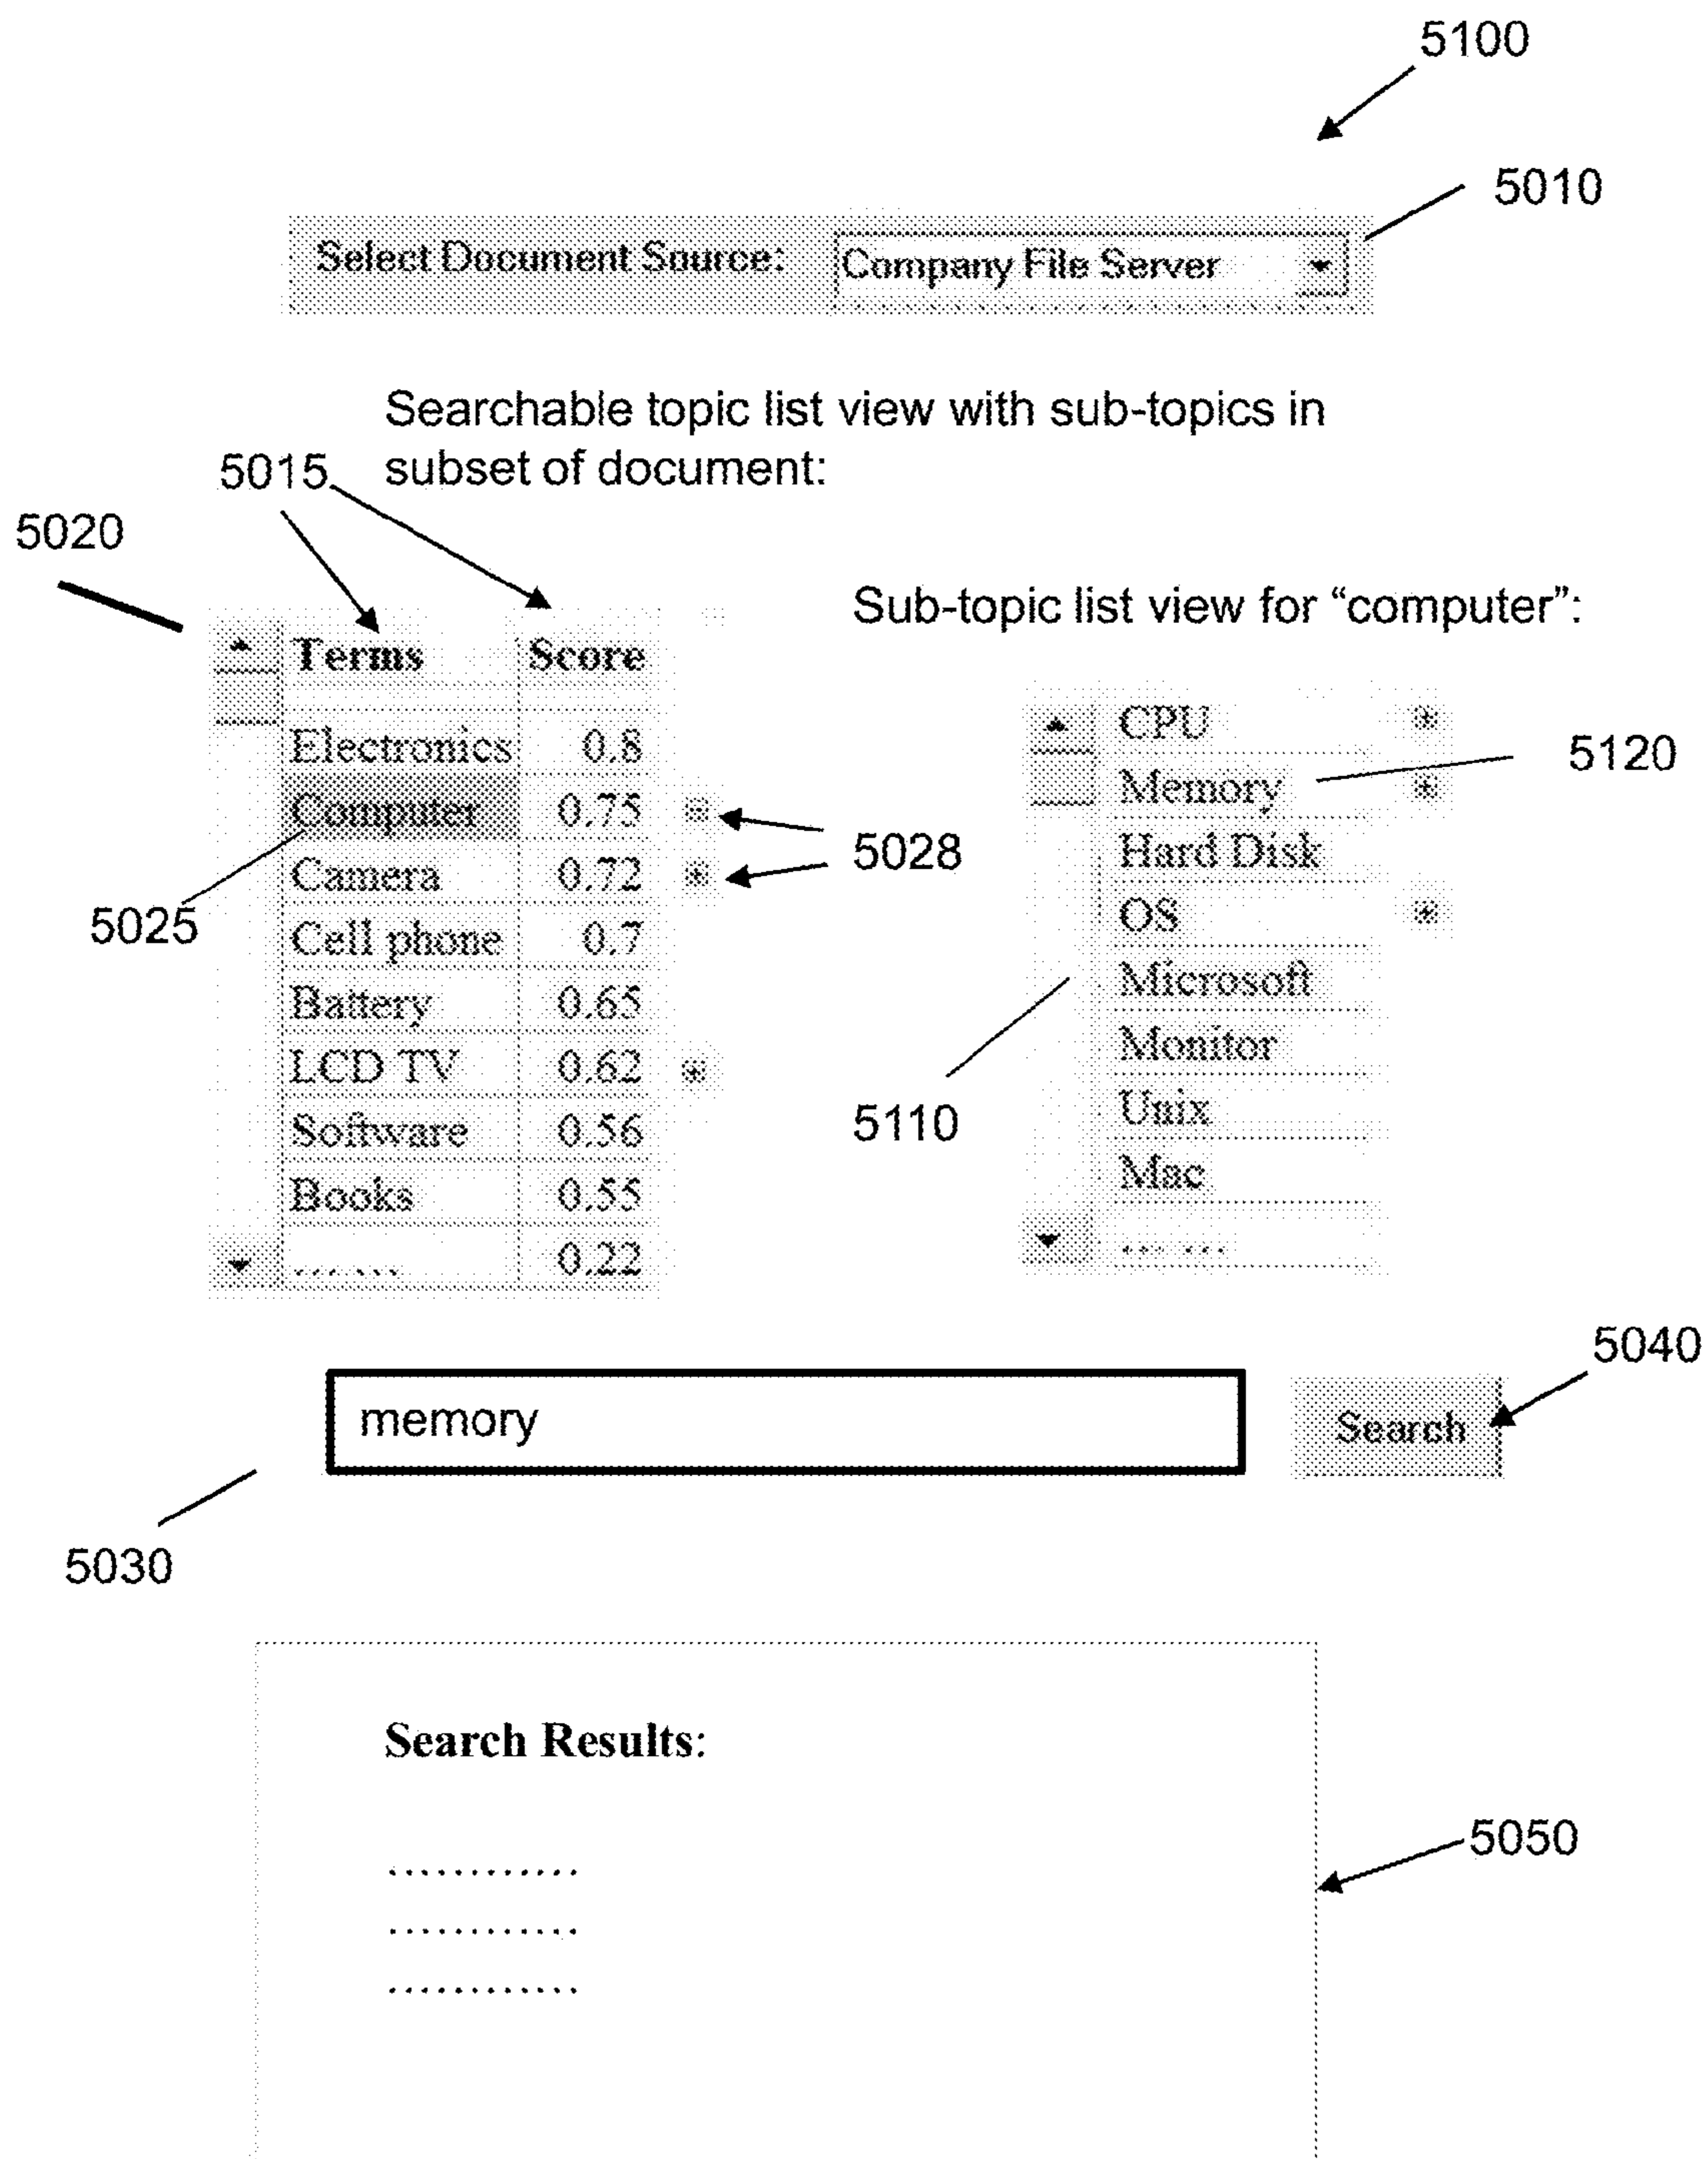 5100
5010
Select Document Source: Company File Server
Searchable topic list view with sub-topics in
subset of document:
5015
5020
Sub-topic list view for “computer”:
Terms Score
Electronics 0.8
Computer 0.75
Camera 0.72
Cell phone 0.7
Battery 0.65
LCD TV 0.62
Software 0.56
Books 0.55
... ... 0.22
5025
5028
CPU
Memory
Hard Disk
OS
Microsoft
Monitor
Unix
Mac
... ...
5120
5110
memory
Search
5040
5030
Search Results:
...........
...........
...........
5050